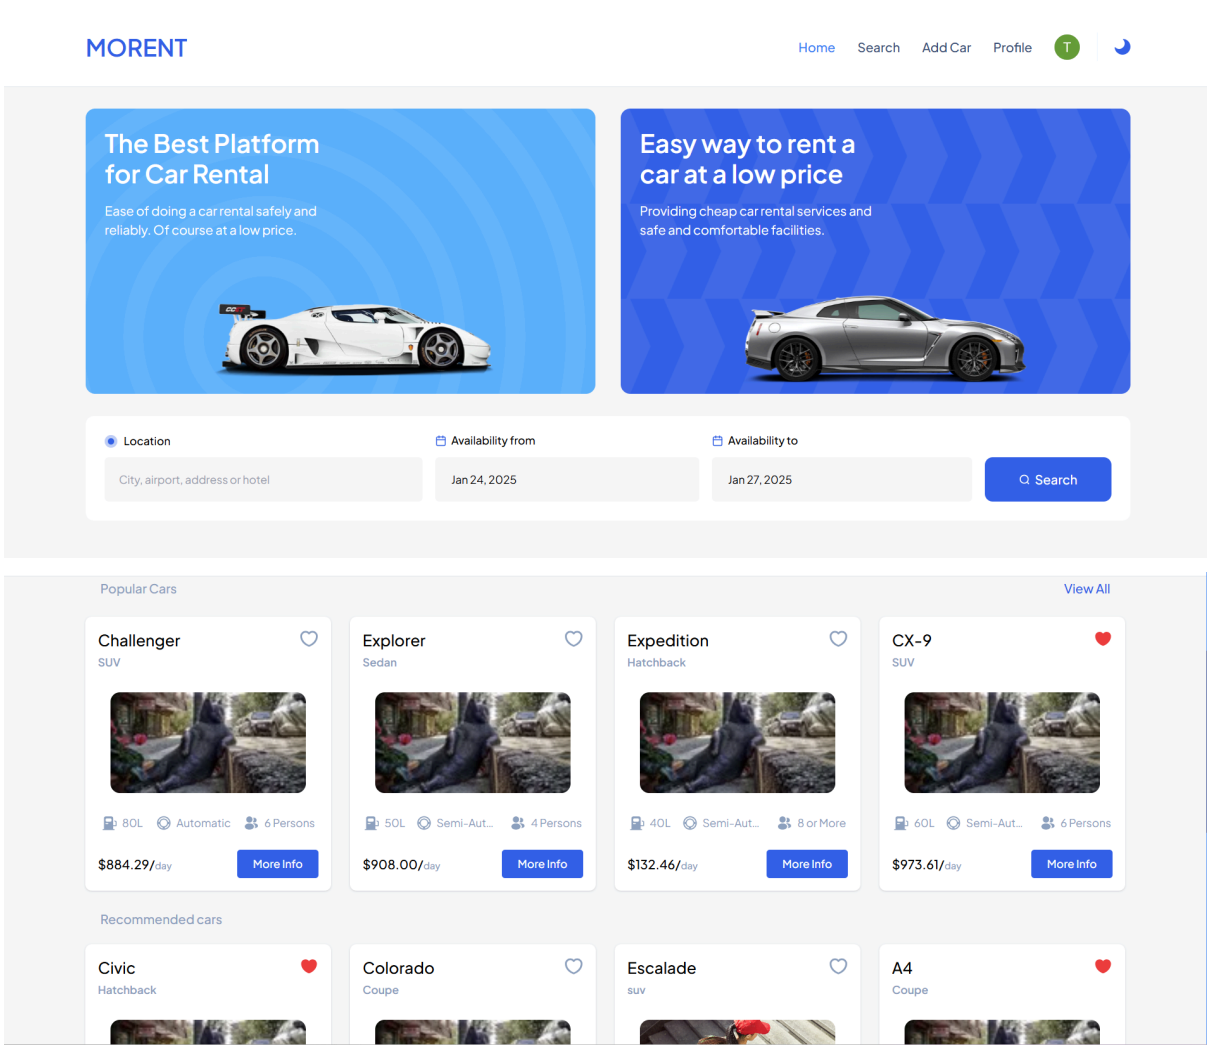 MORENT
Home Search Add Car Profile T
The Best Platform
for Car Rental
Ease of doing a car rental safely and
reliably. Of course at a low price.
Easy way to rent a
car at a low price
Providing cheap car rental services and
safe and comfortable facilities.
Location
City, airport, address or hotel
Availability from
Jan 24, 2025
Availability to
Jan 27, 2025
Search
Popular Cars
View All
Challenger
SUV
80L Automatic 6 Persons
$884.29/day
More Info
Explorer
Sedan
50L Semi-Aut... 4 Persons
$908.00/day
More Info
Expedition
Hatchback
40L Semi-Aut... 8 or More
$132.46/day
More Info
CX-9
SUV
60L Semi-Aut... 6 Persons
$973.61/day
More Info
Recommended cars
Civic
Hatchback
Colorado
Coupe
Escalade
suv
A4
Coupe